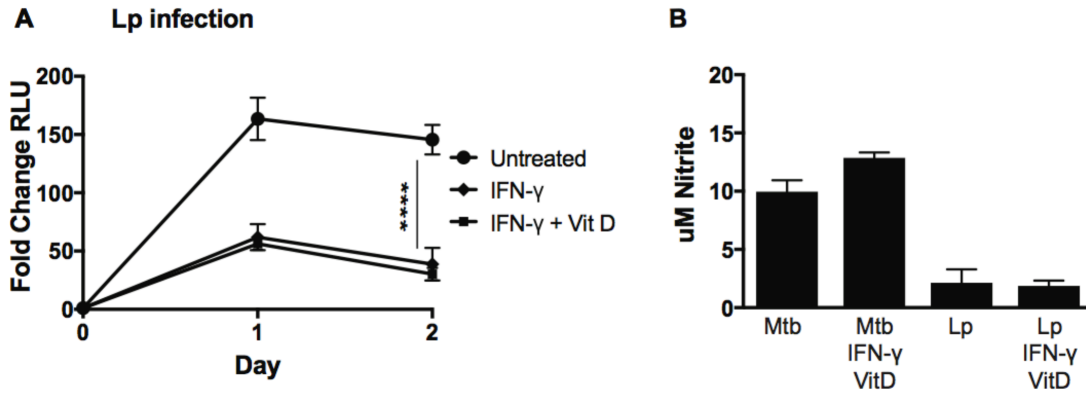 A Lp infection
Fold Change RLU
200
150
100
50
0
0 1 2
Day
****
Untreated
IFN-γ
IFN-γ + Vit D
B
uM Nitrite
20
15
10
5
0
Mtb
Mtb
IFN-γ
VitD
Lp
Lp
IFN-γ
VitD